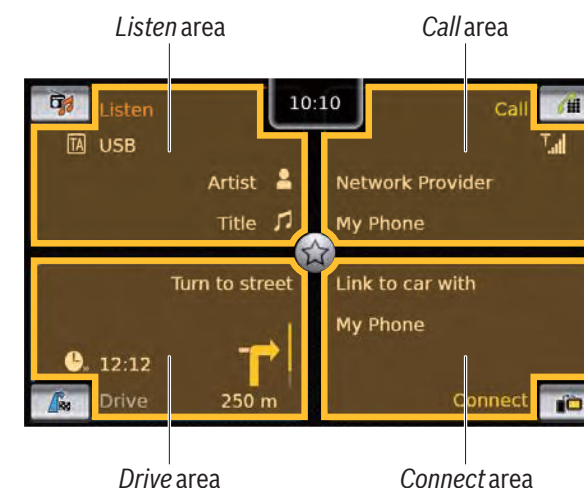 Listen area
Call area
Listen
10:10
Call
TA USB
Artist
Network Provider
Title
My Phone
Turn to street
Link to car with
My Phone
12:12
Drive
250 m
Connect
Drive area
Connect area